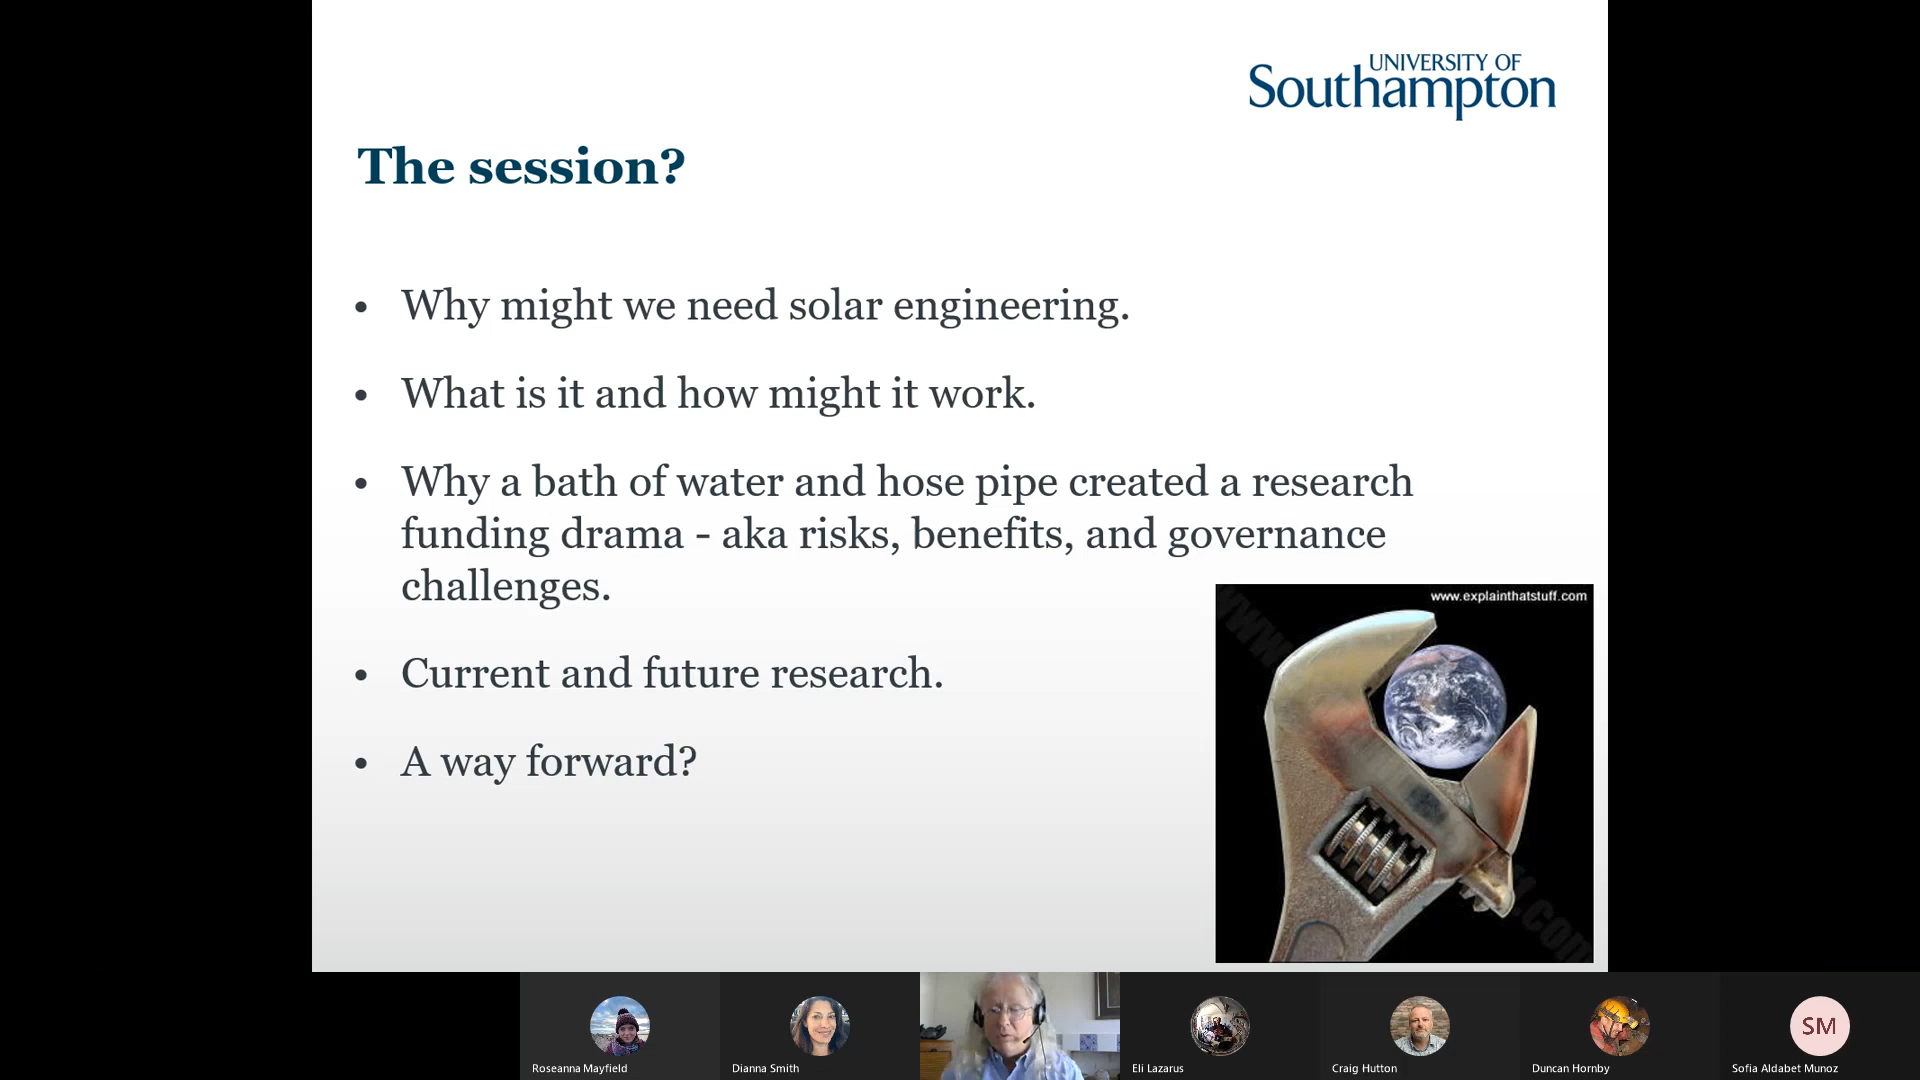 UNIVERSITY OF
Southampton
The session?
• Why might we need solar engineering.
• What is it and how might it work.
• Why a bath of water and hose pipe created a research
funding drama - aka risks, benefits, and governance
challenges.
www.explainthatstuff.com
• Current and future research.
• A way forward?
SM
Roseanna Mayfield
Dianna Smith
Eli Lazarus
Craig Hutton
Duncan Hornby
Sofia Aldabet Munoz